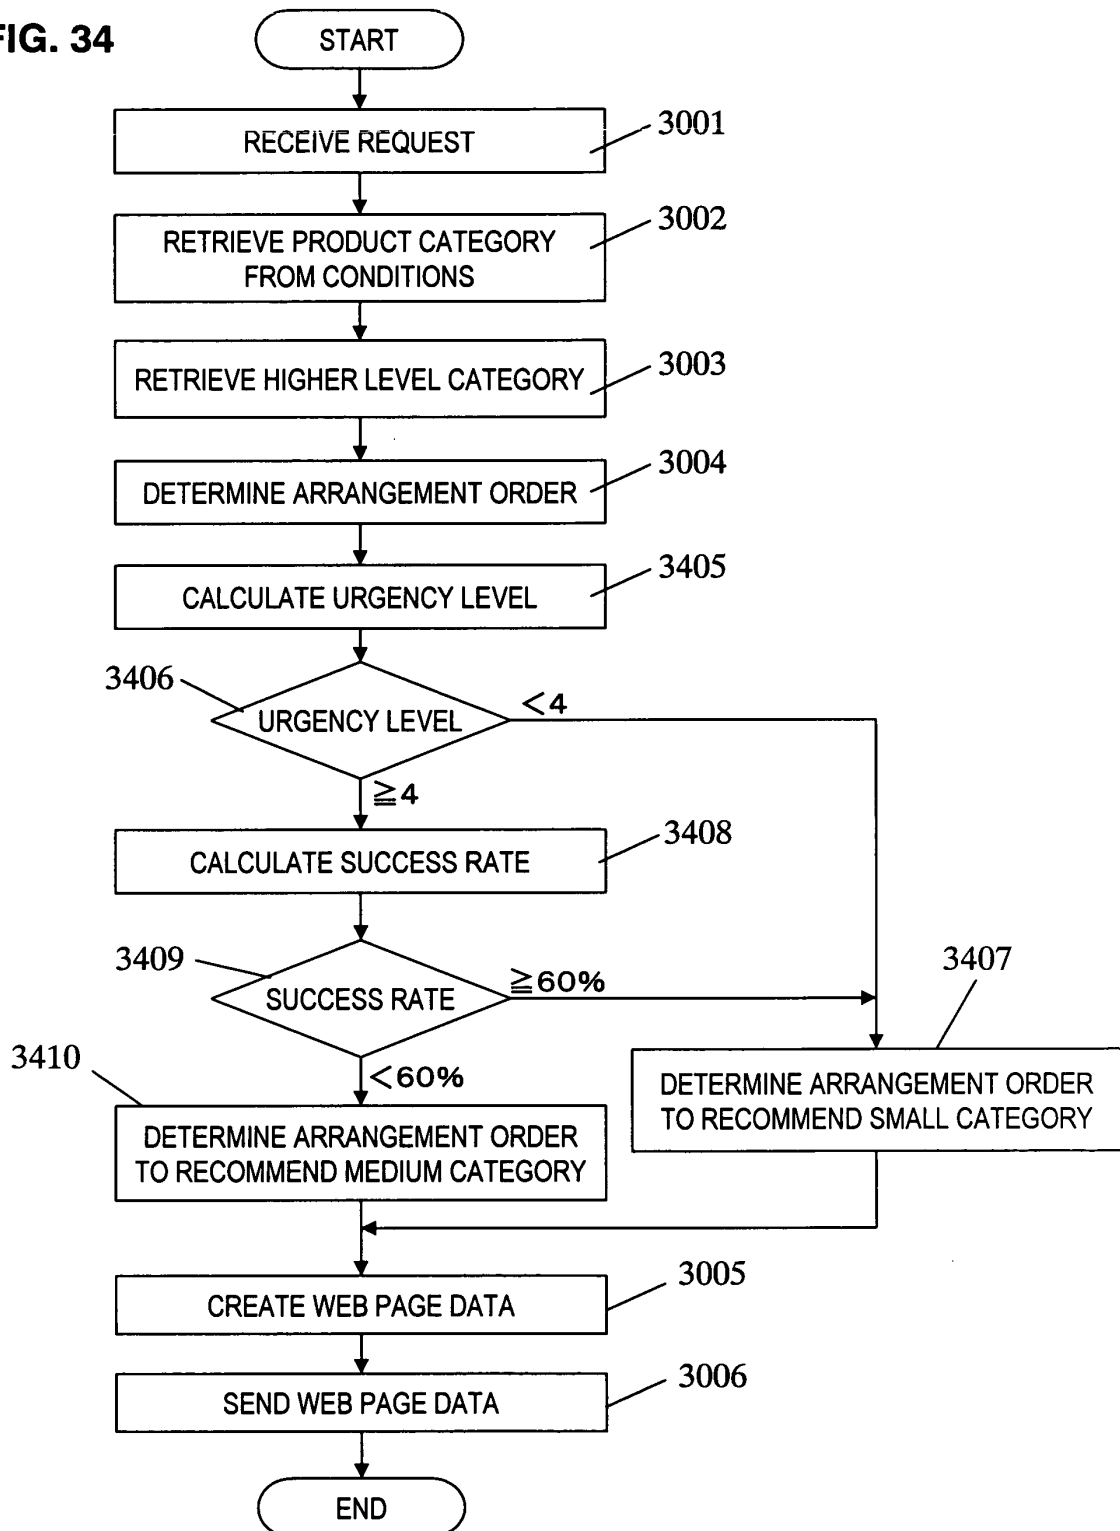 FIG. 34
START
RECEIVE REQUEST
3001
RETRIEVE PRODUCT CATEGORY
FROM CONDITIONS
3002
RETRIEVE HIGHER LEVEL CATEGORY
3003
DETERMINE ARRANGEMENT ORDER
3004
CALCULATE URGENCY LEVEL
3405
3406
URGENCY LEVEL
<4
≧4
CALCULATE SUCCESS RATE
3408
3409
SUCCESS RATE
≧60%
3407
<60%
3410
DETERMINE ARRANGEMENT ORDER
TO RECOMMEND SMALL CATEGORY
DETERMINE ARRANGEMENT ORDER
TO RECOMMEND MEDIUM CATEGORY
CREATE WEB PAGE DATA
3005
SEND WEB PAGE DATA
3006
END